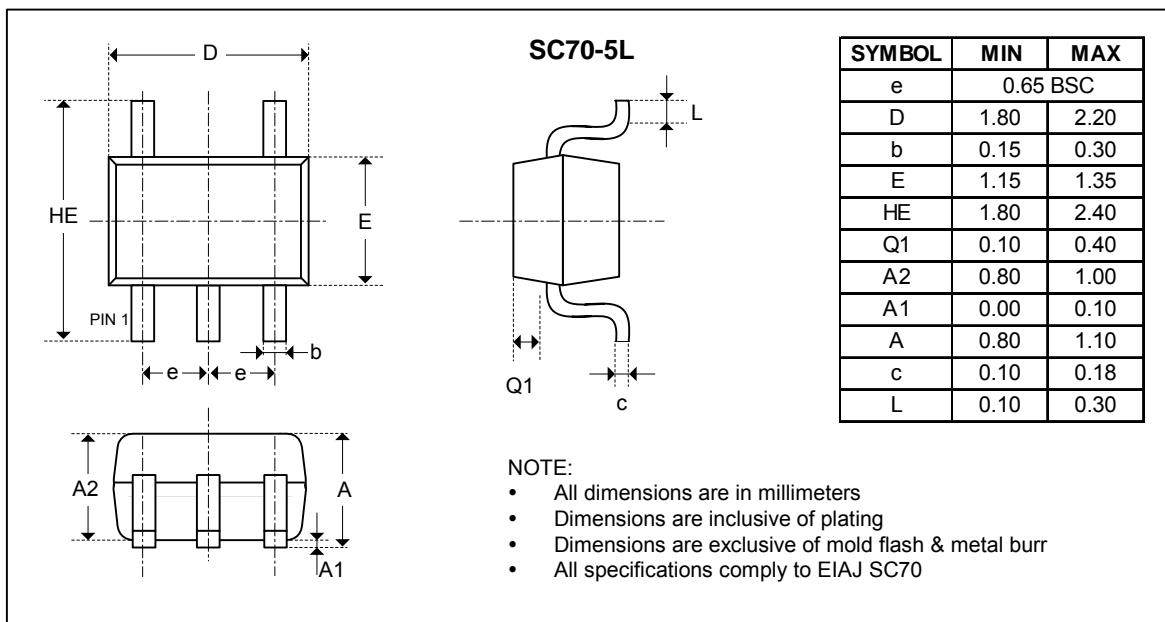 SC70-5L
D
HE
E
PIN 1
b
e
e
L
Q1
c
A2
A
A1
SYMBOL MIN MAX
e 0.65 BSC
D 1.80 2.20
b 0.15 0.30
E 1.15 1.35
HE 1.80 2.40
Q1 0.10 0.40
A2 0.80 1.00
A1 0.00 0.10
A 0.80 1.10
c 0.10 0.18
L 0.10 0.30
NOTE:
• All dimensions are in millimeters
• Dimensions are inclusive of plating
• Dimensions are exclusive of mold flash & metal burr
• All specifications comply to EIAJ SC70